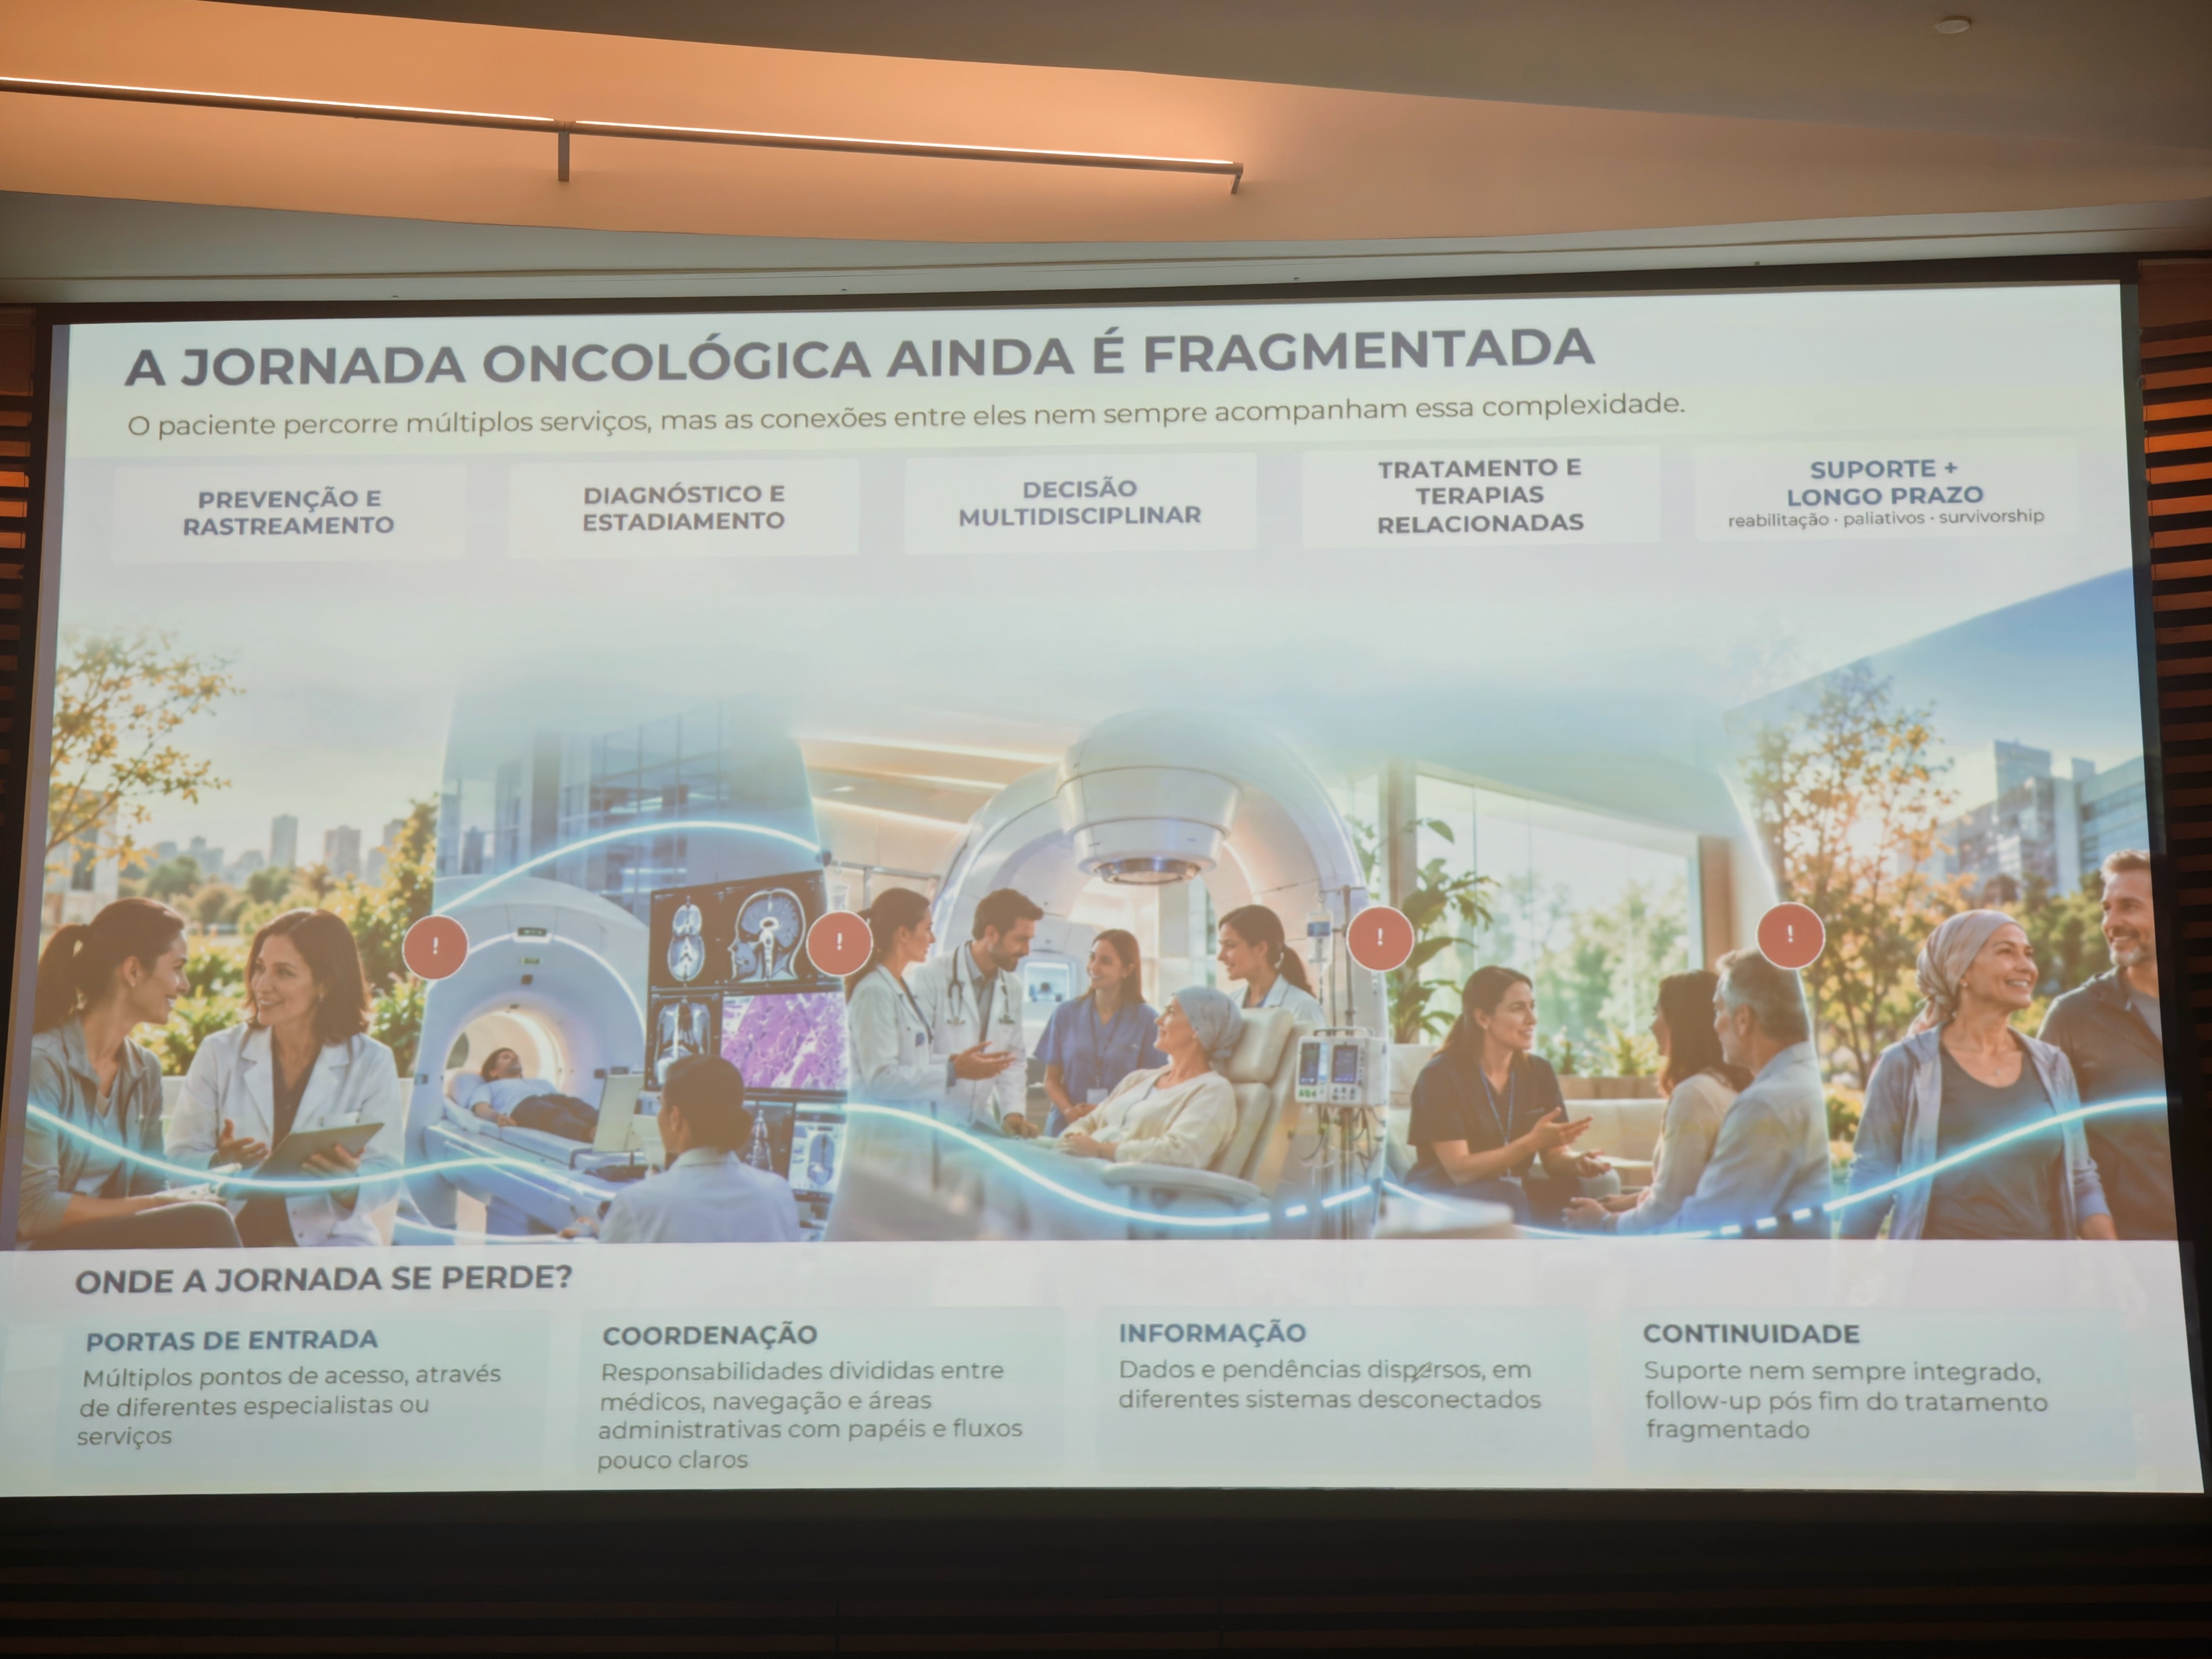 A JORNADA ONCOLÓGICA AINDA É FRAGMENTADA
O paciente percorre múltiplos serviços, mas as conexões entre eles nem sempre acompanham essa complexidade.
PREVENÇÃO E
RASTREAMENTO
DIAGNÓSTICO E
ESTADIAMENTO
DECISÃO
MULTIDISCIPLINAR
TRATAMENTO E
TERAPIAS
RELACIONADAS
SUPORTE +
LONGO PRAZO
reabilitação · paliativos · survivorship
!
!
!
!
ONDE A JORNADA SE PERDE?
PORTAS DE ENTRADA
Múltiplos pontos de acesso, através
de diferentes especialistas ou
serviços
COORDENAÇÃO
Responsabilidades divididas entre
médicos, navegação e áreas
administrativas com papéis e fluxos
pouco claros
INFORMAÇÃO
Dados e pendências dispersos, em
diferentes sistemas desconectados
CONTINUIDADE
Suporte nem sempre integrado,
follow-up pós fim do tratamento
fragmentado